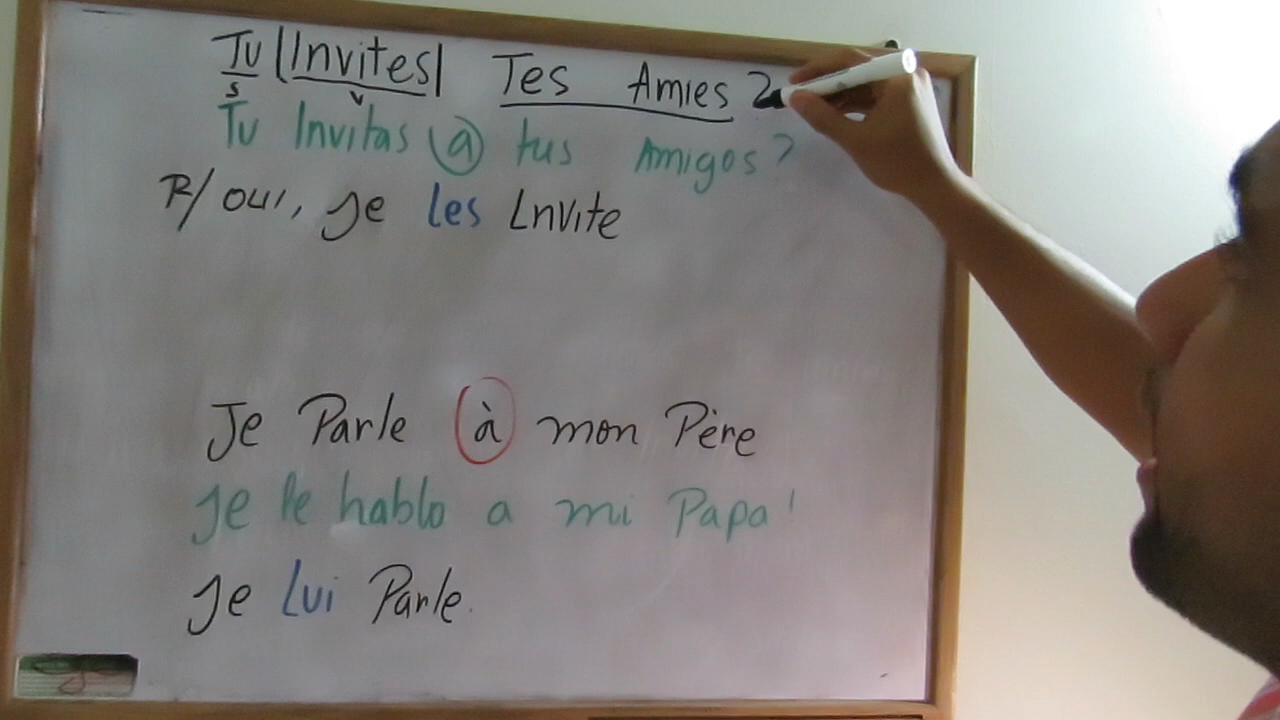 Tu Invites Tes Amies ?
S V
Tu Invitas a tus Amigos ?
R/ oui, Je les Invite
Je Parle à mon Père
Je le hablo a mi Papa'
Je Lui Parle.